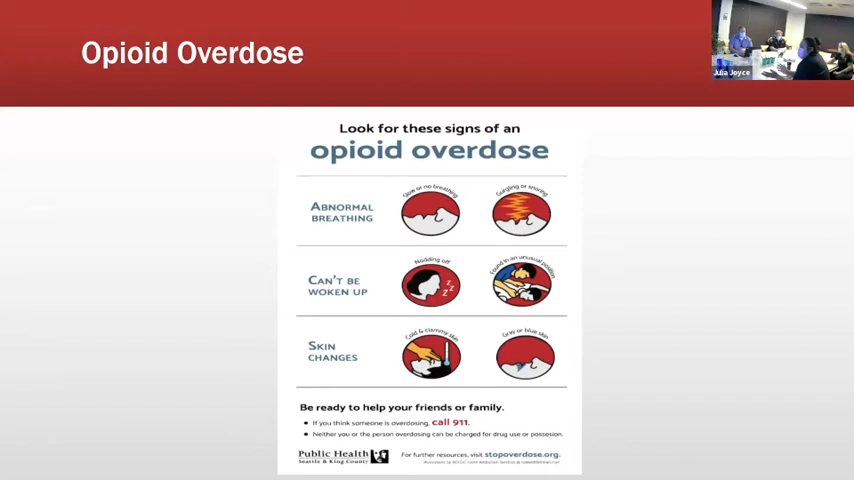 Opioid Overdose
Julia Joyce
Look for these signs of an
opioid overdose
ABNORMAL
BREATHING
Slow or no breathing
Gurgling or snoring
CAN'T BE
WOKEN UP
Nodding off
Found in an unusual position
z z z
SKIN
CHANGES
Cold & clammy skin
Gray or blue skin
Be ready to help your friends or family.
• If you think someone is overdosing, call 911.
• Neither you or the person overdosing can be charged for drug use or possesion.
Public Health
Seattle & King County
For further resources, visit stopoverdose.org.